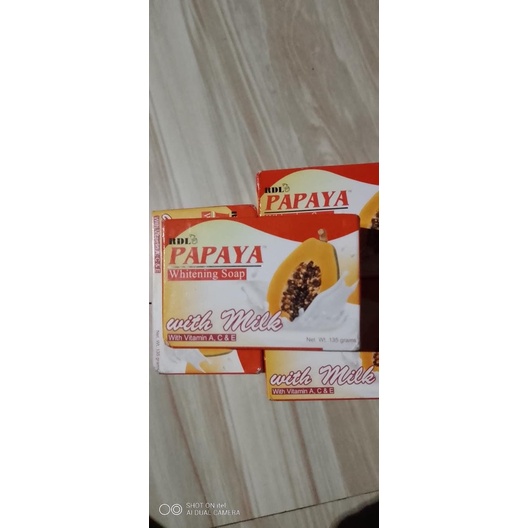 RDL
PAPAYA
RDL
PAPAYA
Whitening Soap
with Milk
With Vitamin A, C & E
Net. Wt. 135 grams
with Milk
With Vitamin A, C & E
SHOT ON itel
AI DUAL CAMERA